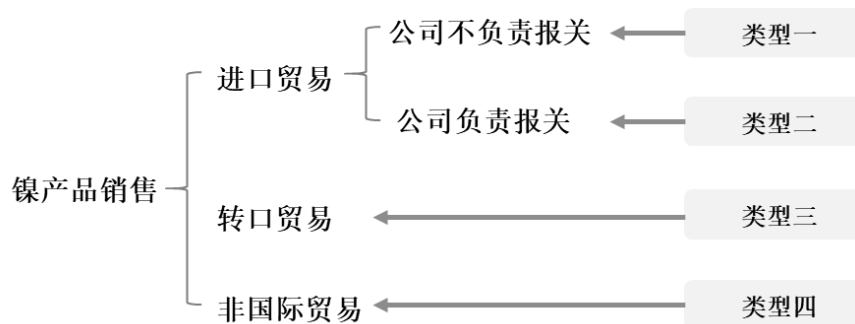 公司不负责报关
类型一
进口贸易
公司负责报关
类型二
镍产品销售
转口贸易
类型三
非国际贸易
类型四